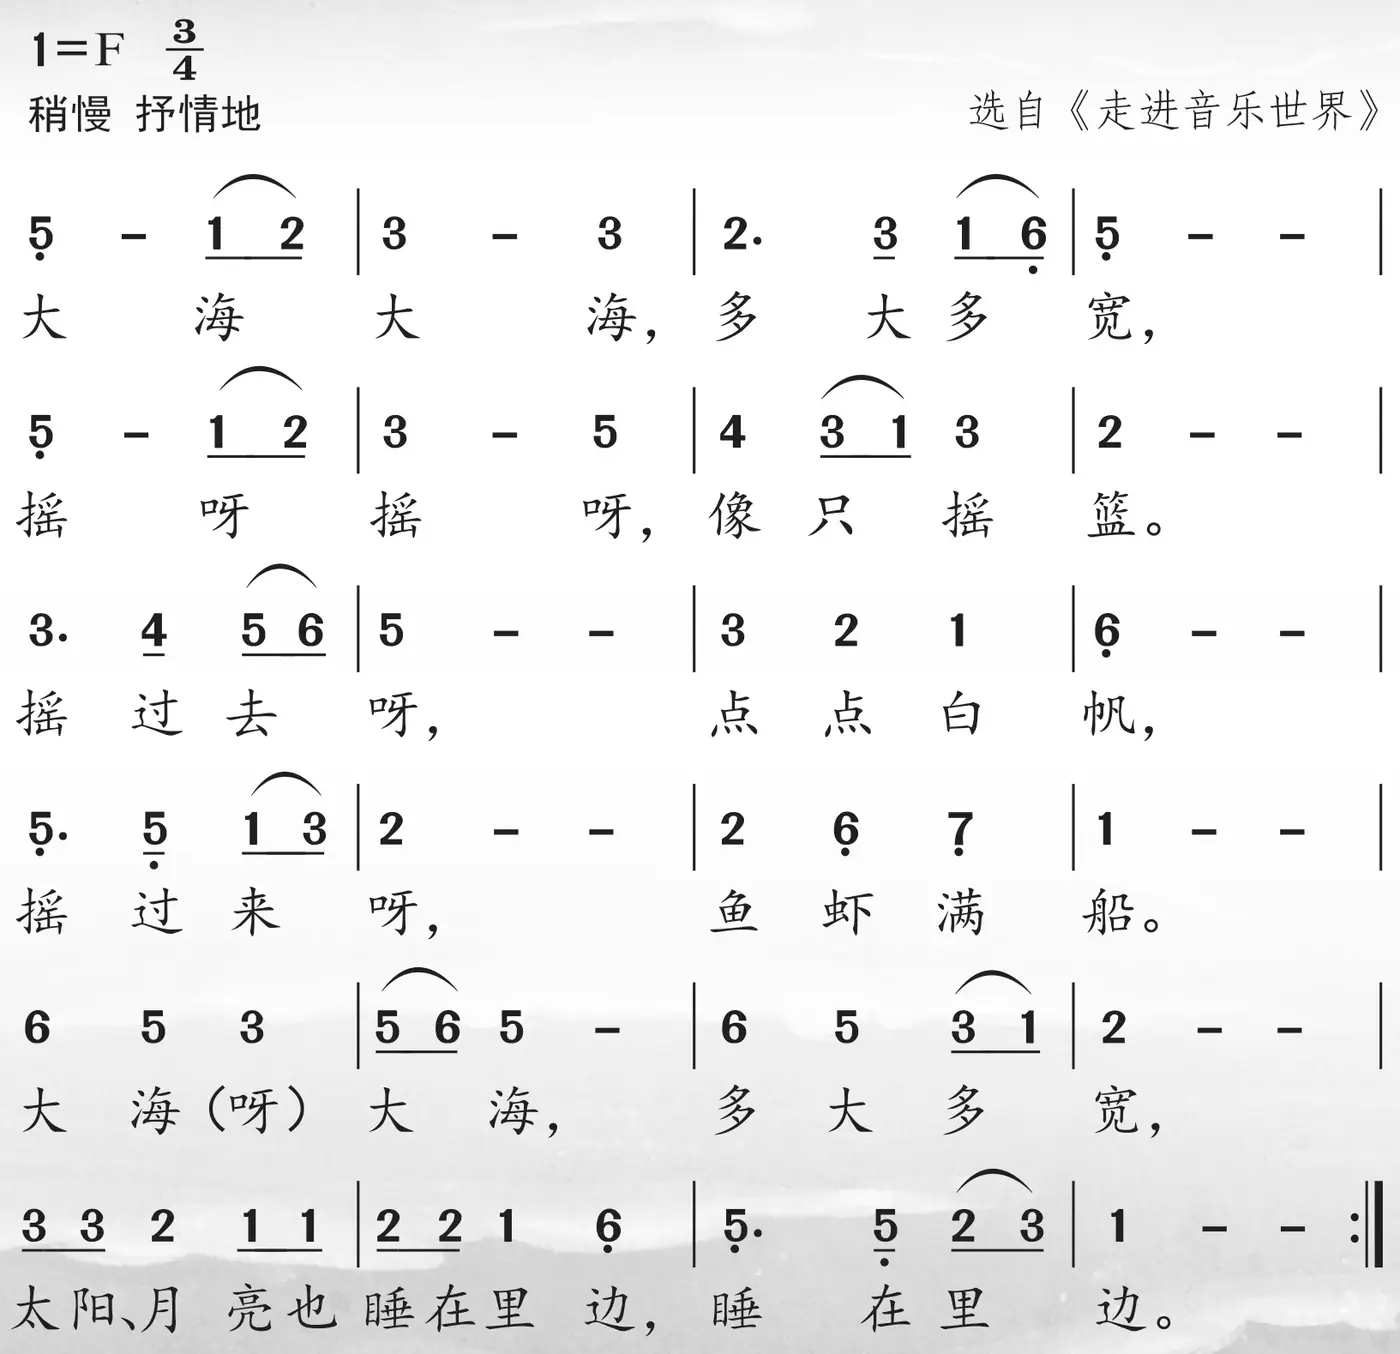 1=F 3/4
稍慢 抒情地
选自《走进音乐世界》
5̣ - 1 2 | 3 - 3 | 2. 3 1 6̣ | 5̣ - - |
大 海 大 海, 多 大 多 宽,
5̣ - 1 2 | 3 - 5 | 4 3 1 3 | 2 - - |
摇 呀 摇 呀, 像 只 摇 篮。
3. 4 5 6 | 5 - - | 3 2 1 | 6̣ - - |
摇 过 去 呀, 点 点 白 帆,
5̣. 5̣ 1 3 | 2 - - | 2 6̣ 7̣ | 1 - - |
摇 过 来 呀, 鱼 虾 满 船。
6 5 3 | 5 6 5 - | 6 5 3 1 | 2 - - |
大 海 (呀) 大 海, 多 大 多 宽,
3 3 2 1 1 | 2 2 1 6̣ | 5̣. 5̣ 2 3 | 1 - - :‖
太 阳、月 亮 也 睡 在 里 边, 睡 在 里 边。